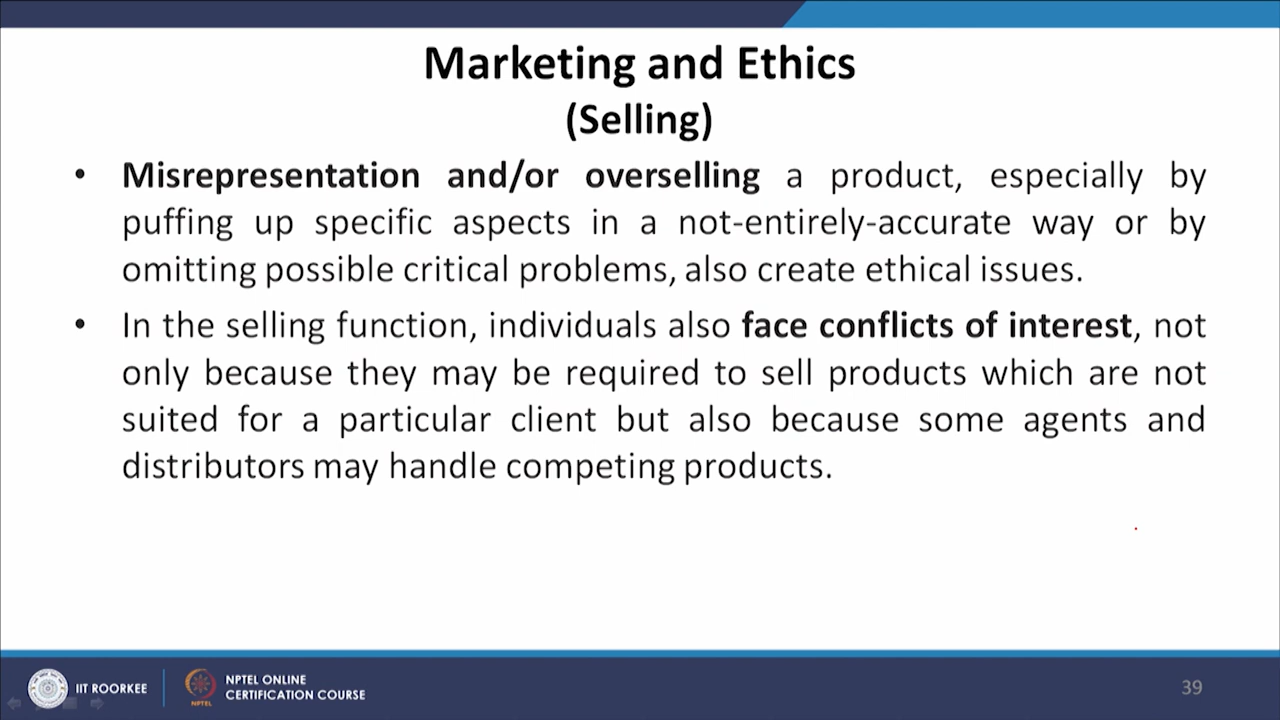 Marketing and Ethics
(Selling)
• Misrepresentation and/or overselling a product, especially by
puffing up specific aspects in a not-entirely-accurate way or by
omitting possible critical problems, also create ethical issues.
• In the selling function, individuals also face conflicts of interest, not
only because they may be required to sell products which are not
suited for a particular client but also because some agents and
distributors may handle competing products.
IIT ROORKEE
NPTEL
NPTEL ONLINE
CERTIFICATION COURSE
39